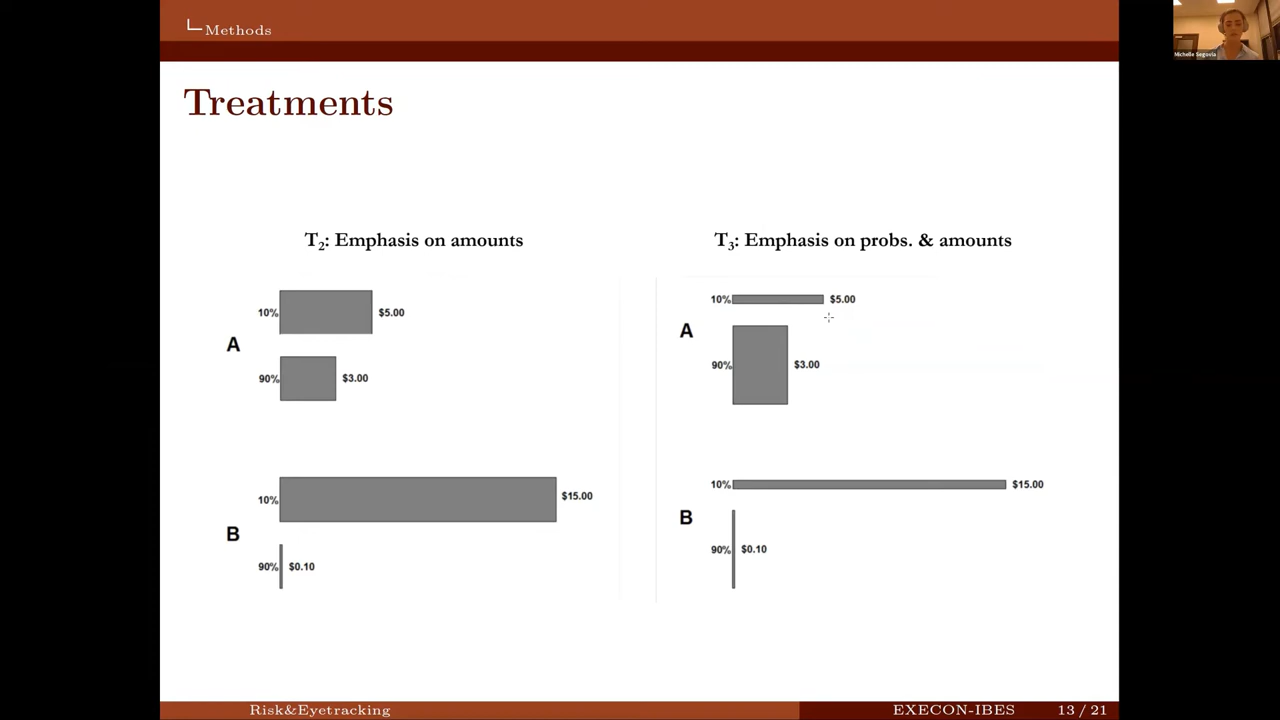 Methods
Michelle Segovia
Treatments
T2: Emphasis on amounts
10% $5.00
A
90% $3.00
10% $15.00
B
90% $0.10
T3: Emphasis on probs. & amounts
10% $5.00
A
90% $3.00
10% $15.00
B
90% $0.10
Risk&Eyetracking
EXECON-IBES
13 / 21